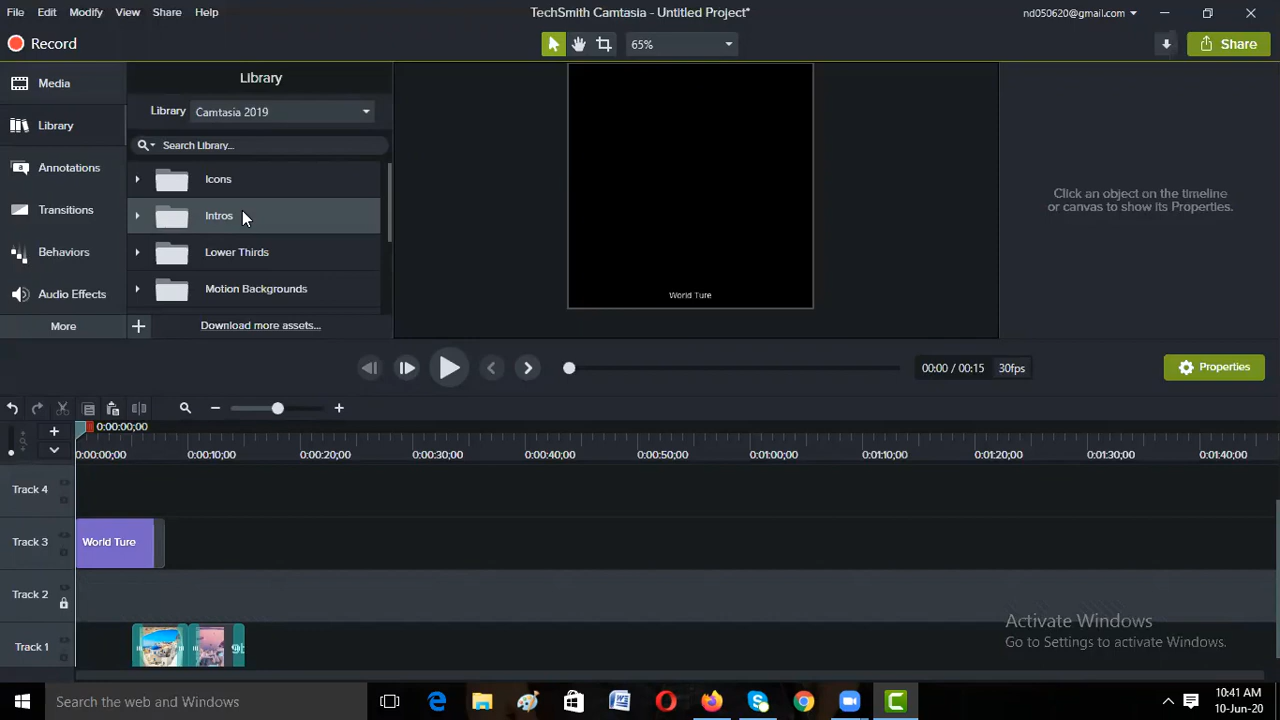 File Edit Modify View Share Help
TechSmith Camtasia - Untitled Project*
nd050620@gmail.com
Record
65%
Share
Media
Library
Annotations
Transitions
Behaviors
Audio Effects
More
Library
Library Camtasia 2019
Search Library...
Icons
Intros
Lower Thirds
Motion Backgrounds
Download more assets...
World Ture
Click an object on the timeline
or canvas to show its Properties.
00:00 / 00:15 30fps
Properties
0:00:00;00
0:00:00;00 0:00:10;00 0:00:20;00 0:00:30;00 0:00:40;00 0:00:50;00 0:01:00;00 0:01:10;00 0:01:20;00 0:01:30;00 0:01:40;00
Track 4
Track 3
World Ture
Track 2
Track 1
Activate Windows
Go to Settings to activate Windows.
Search the web and Windows
10:41 AM
10-Jun-20